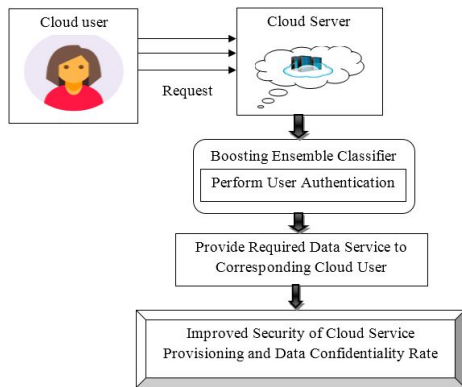 Cloud user
Cloud Server
Request
Boosting Ensemble Classifier
Perform User Authentication
Provide Required Data Service to
Corresponding Cloud User
Improved Security of Cloud Service
Provisioning and Data Confidentiality Rate